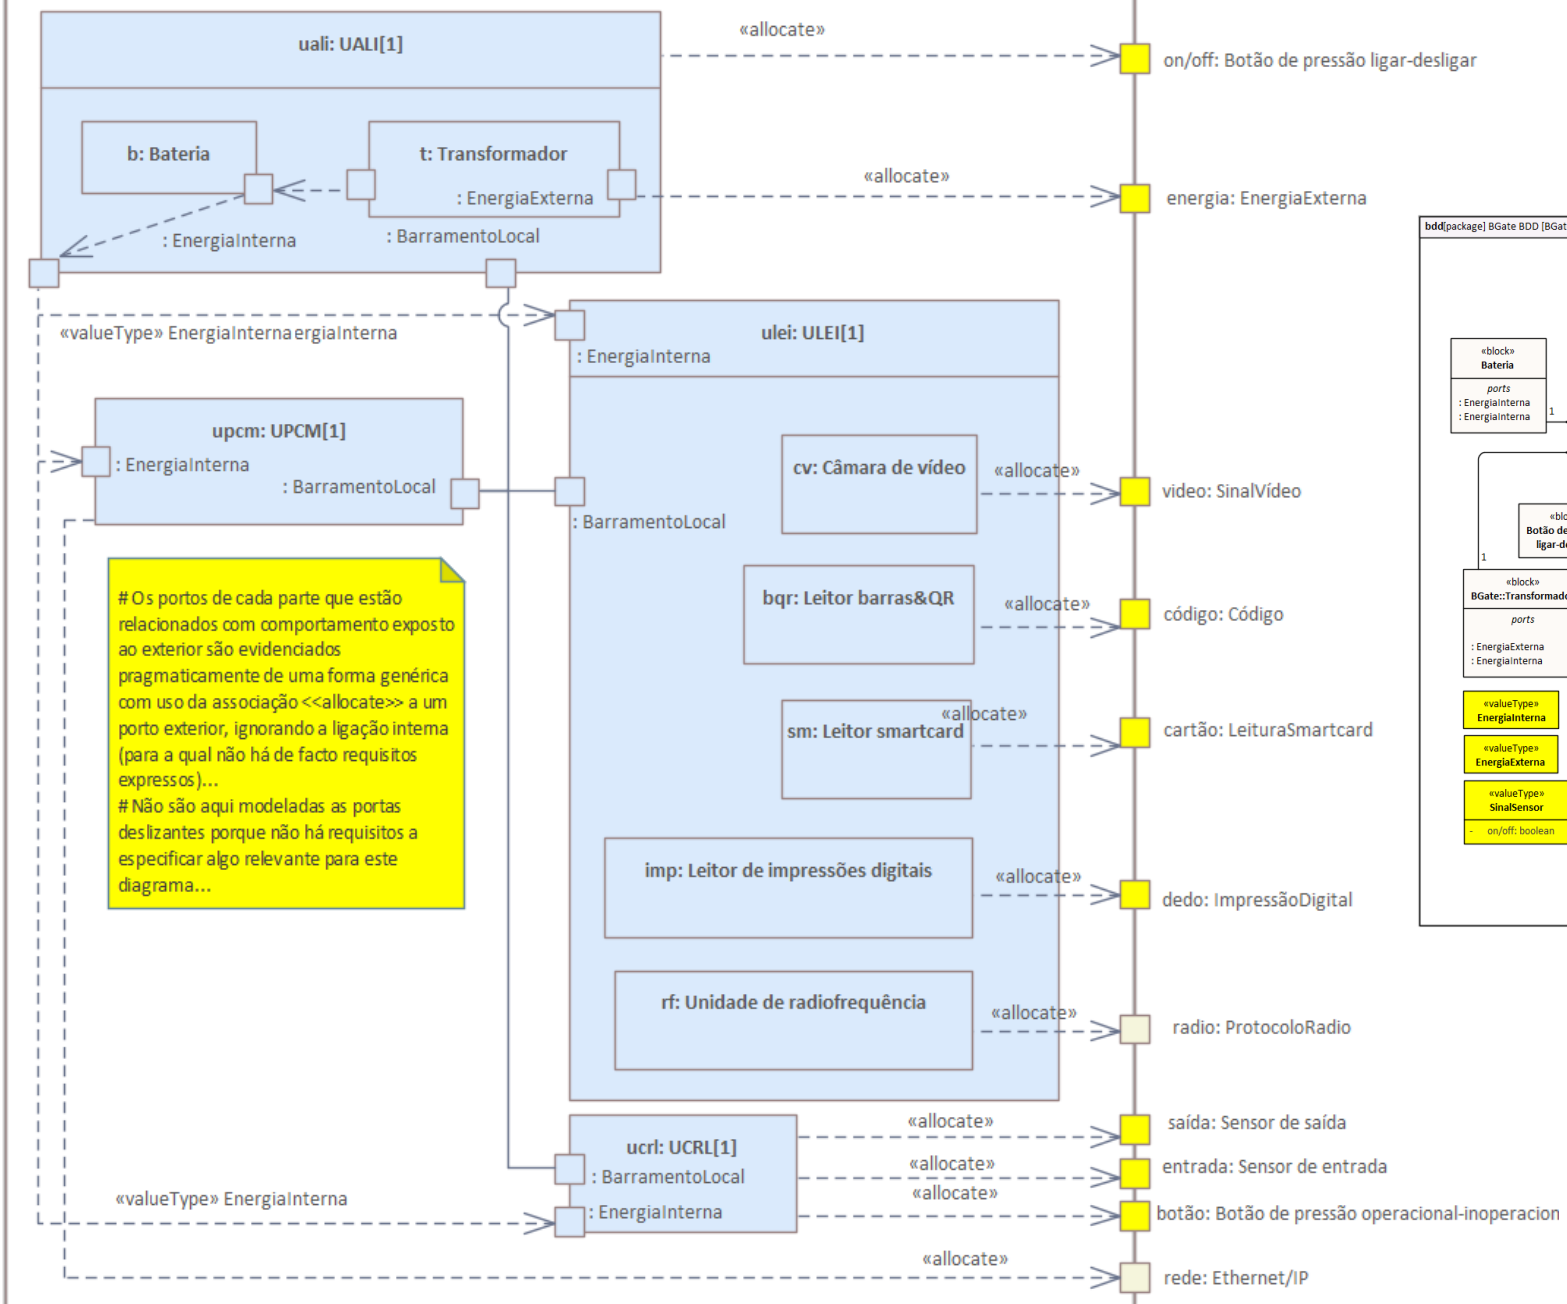 uali: UALI[1]
«allocate»
on/off: Botão de pressão ligar-desligar
b: Bateria
t: Transformador
: EnergiaExterna
«allocate»
energia: EnergiaExterna
: EnergiaInterna
: BarramentoLocal
«valueType» EnergiaInternaergiaInterna
ulei: ULEI[1]
: EnergiaInterna
upcm: UPCM[1]
: EnergiaInterna
: BarramentoLocal
: BarramentoLocal
cv: Câmara de vídeo
«allocate»
video: SinalVídeo
bqr: Leitor barras&QR
«allocate»
código: Código
sm: Leitor smartcard
«allocate»
cartão: LeituraSmartcard
imp: Leitor de impressões digitais
«allocate»
dedo: ImpressãoDigital
rf: Unidade de radiofrequência
«allocate»
radio: ProtocoloRadio
# Os portos de cada parte que estão
relacionados com comportamento exposto
ao exterior são evidenciados
pragmaticamente de uma forma genérica
com uso da associação <<allocate>> a um
porto exterior, ignorando a ligação interna
(para a qual não há de facto requisitos
expressos)...
# Não são aqui modeladas as portas
deslizantes porque não há requisitos a
especificar algo relevante para este
diagrama...
ucrl: UCRL[1]
: BarramentoLocal
: EnergiaInterna
«allocate»
saída: Sensor de saída
«allocate»
entrada: Sensor de entrada
«allocate»
botão: Botão de pressão operacional-inoperacion
«valueType» EnergiaInterna
«allocate»
rede: Ethernet/IP
bdd[package] BGate BDD [BGat
«block»
Bateria
ports
: EnergiaInterna
: EnergiaInterna
1
«blo
Botão de
ligar-de
1
«block»
BGate::Transformado
ports
: EnergiaExterna
: EnergiaInterna
«valueType»
EnergiaInterna
«valueType»
EnergiaExterna
«valueType»
SinalSensor
- on/off: boolean